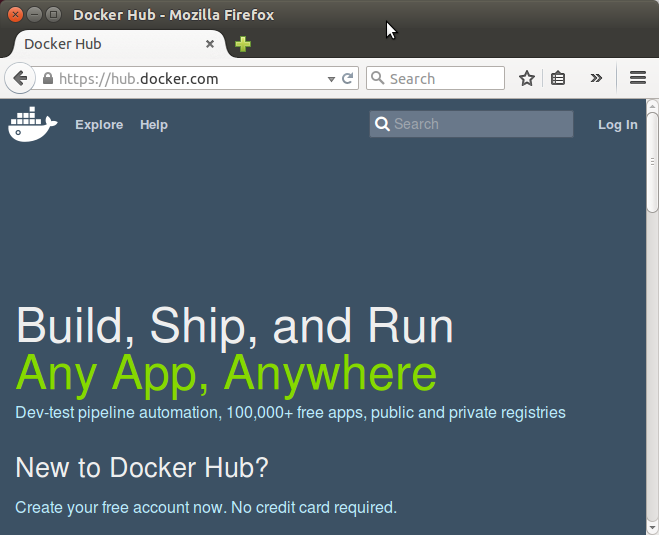 Docker Hub - Mozilla Firefox
Docker Hub
https://hub.docker.com
Search
Explore
Help
Search
Log In
Build, Ship, and Run
Any App, Anywhere
Dev-test pipeline automation, 100,000+ free apps, public and private registries
New to Docker Hub?
Create your free account now. No credit card required.